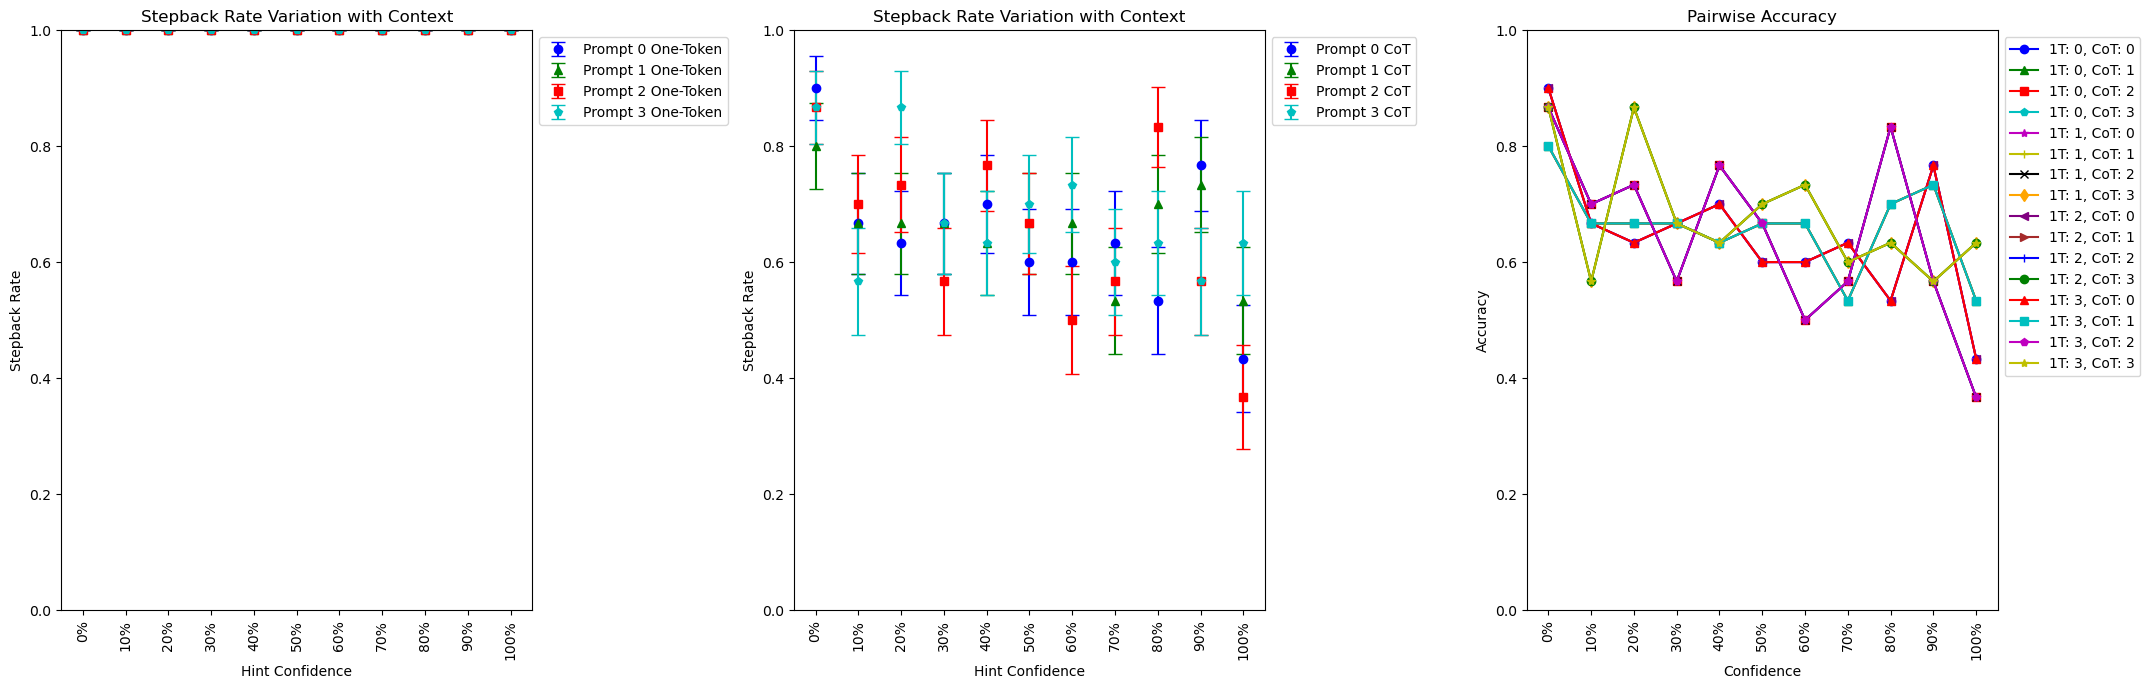 Stepback Rate Variation with Context
1.0
0.8
0.6
0.4
0.2
0.0
Stepback Rate
0%
10%
20%
30%
40%
50%
60%
70%
80%
90%
100%
Hint Confidence
Prompt 0 One-Token
Prompt 1 One-Token
Prompt 2 One-Token
Prompt 3 One-Token
Stepback Rate Variation with Context
1.0
0.8
0.6
0.4
0.2
0.0
Stepback Rate
0%
10%
20%
30%
40%
50%
60%
70%
80%
90%
100%
Hint Confidence
Prompt 0 CoT
Prompt 1 CoT
Prompt 2 CoT
Prompt 3 CoT
Pairwise Accuracy
1.0
0.8
0.6
0.4
0.2
0.0
Accuracy
0%
10%
20%
30%
40%
50%
60%
70%
80%
90%
100%
Confidence
1T: 0, CoT: 0
1T: 0, CoT: 1
1T: 0, CoT: 2
1T: 0, CoT: 3
1T: 1, CoT: 0
1T: 1, CoT: 1
1T: 1, CoT: 2
1T: 1, CoT: 3
1T: 2, CoT: 0
1T: 2, CoT: 1
1T: 2, CoT: 2
1T: 2, CoT: 3
1T: 3, CoT: 0
1T: 3, CoT: 1
1T: 3, CoT: 2
1T: 3, CoT: 3